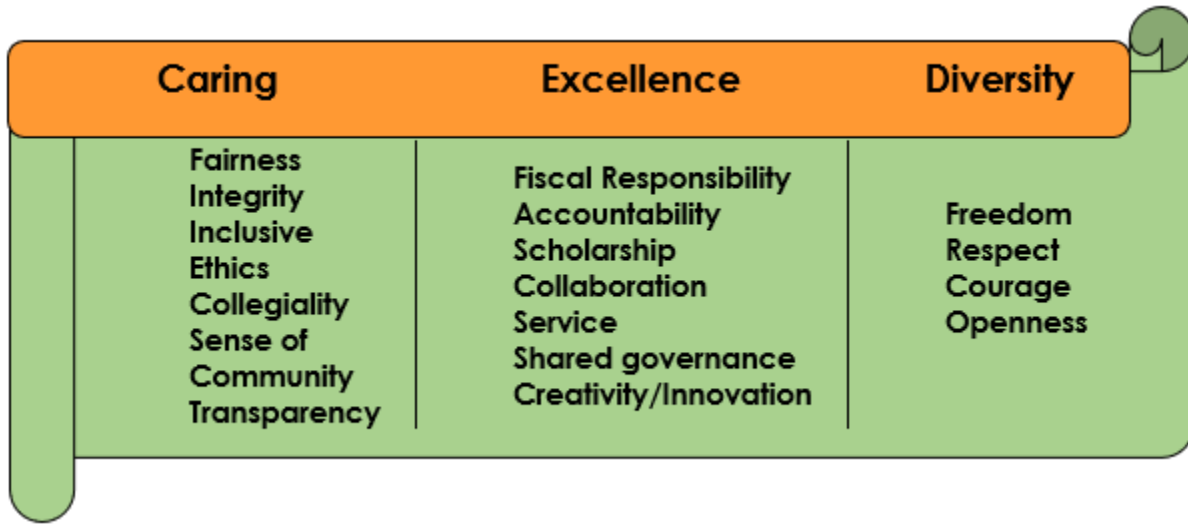 Caring
Excellence
Diversity
Fairness
Integrity
Inclusive
Ethics
Collegiality
Sense of
Community
Transparency
Fiscal Responsibility
Accountability
Scholarship
Collaboration
Service
Shared governance
Creativity/Innovation
Freedom
Respect
Courage
Openness